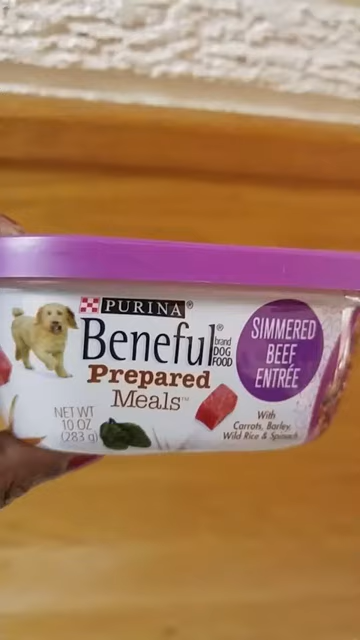 PURINA®
Beneful®
brand
DOG
FOOD
Prepared
Meals™
SIMMERED
BEEF
ENTRÉE
NET WT
10 OZ
(283 g)
With
Carrots, Barley,
Wild Rice & Spinach